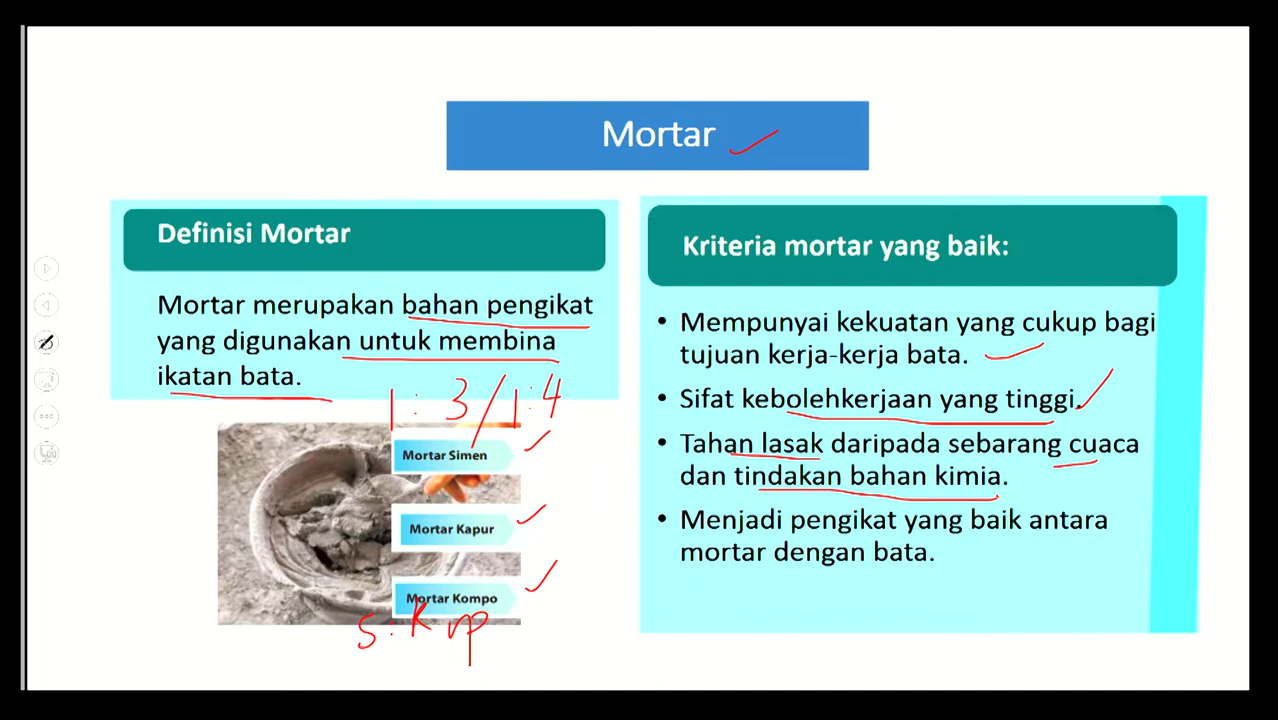 Mortar
Definisi Mortar
Mortar merupakan bahan pengikat
yang digunakan untuk membina
ikatan bata.
1:3/1:4
Mortar Simen
Mortar Kapur
Mortar Kompo
Kriteria mortar yang baik:
• Mempunyai kekuatan yang cukup bagi
tujuan kerja-kerja bata.
• Sifat kebolehkerjaan yang tinggi.
• Tahan lasak daripada sebarang cuaca
dan tindakan bahan kimia.
• Menjadi pengikat yang baik antara
mortar dengan bata.